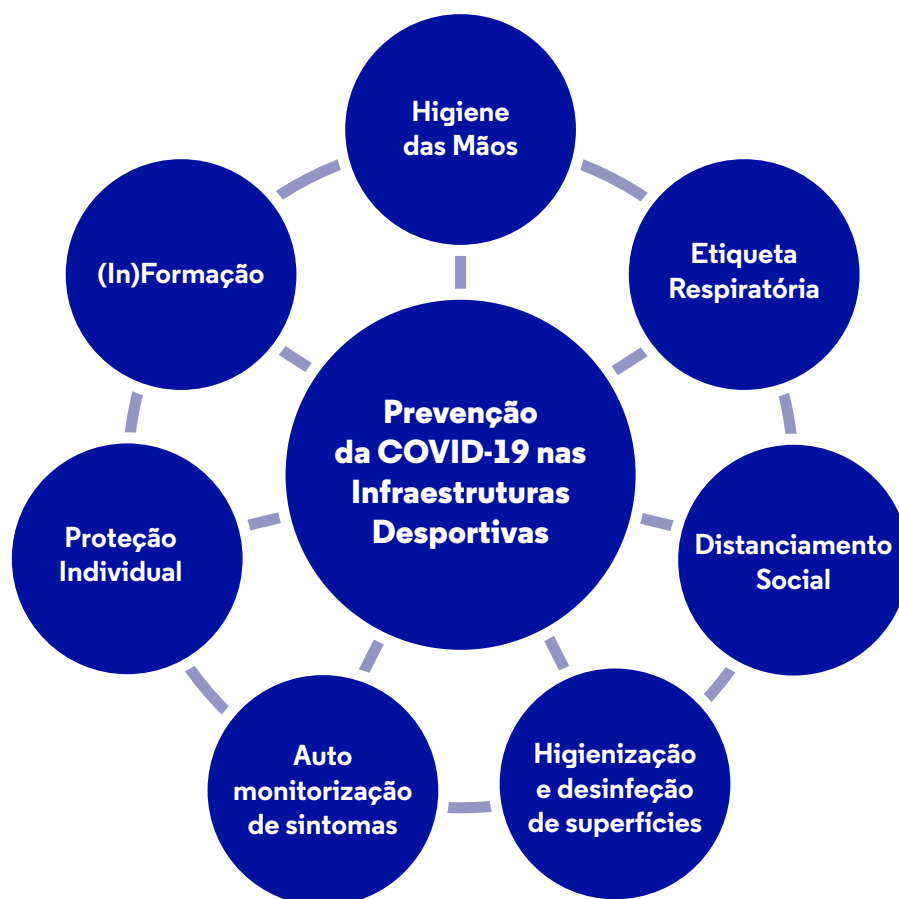 Higiene
das Mãos
Etiqueta
Respiratória
Distanciamento
Social
Higienização
e desinfeção
de superfícies
Auto
monitorização
de sintomas
Proteção
Individual
(In)Formação
Prevenção
da COVID-19 nas
Infraestruturas
Desportivas